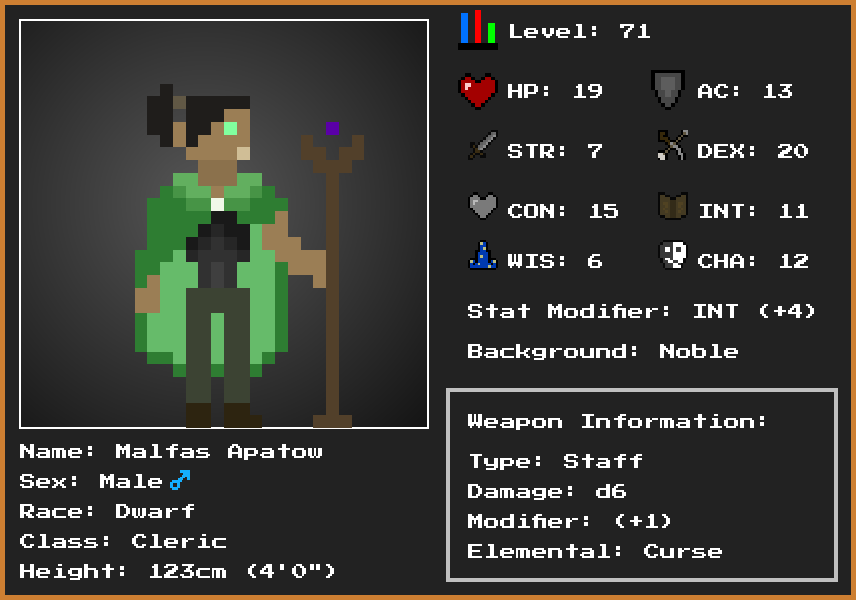 Level: 71
HP: 19 AC: 13
STR: 7 DEX: 20
CON: 15 INT: 11
WIS: 6 CHA: 12
Stat Modifier: INT (+4)
Background: Noble
Weapon Information:
Type: Staff
Damage: d6
Modifier: (+1)
Elemental: Curse
Name: Malfas Apatow
Sex: Male ♂
Race: Dwarf
Class: Cleric
Height: 123cm (4'0")